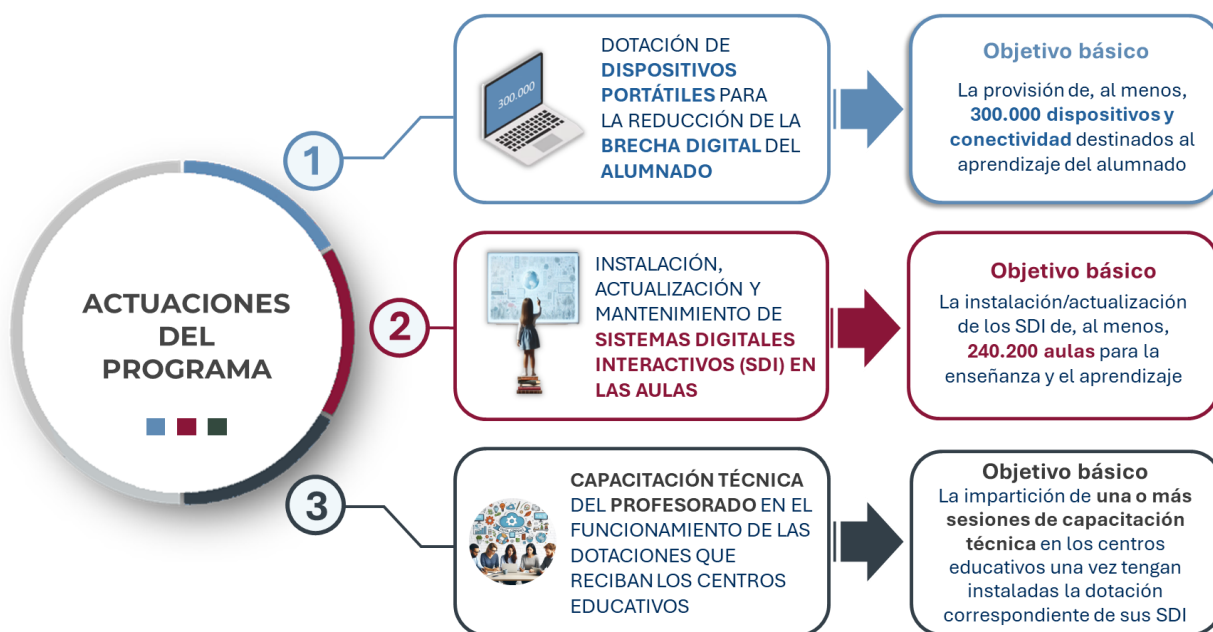 ACTUACIONES
DEL
PROGRAMA
1
300.000
DOTACIÓN DE
DISPOSITIVOS
PORTÁTILES PARA
LA REDUCCIÓN DE LA
BRECHA DIGITAL DEL
ALUMNADO
Objetivo básico
La provisión de, al menos,
300.000 dispositivos y
conectividad destinados al
aprendizaje del alumnado
2
INSTALACIÓN,
ACTUALIZACIÓN Y
MANTENIMIENTO DE
SISTEMAS DIGITALES
INTERACTIVOS (SDI) EN
LAS AULAS
Objetivo básico
La instalación/actualización
de los SDI de, al menos,
240.200 aulas para la
enseñanza y el aprendizaje
3
CAPACITACIÓN TÉCNICA
DEL PROFESORADO EN EL
FUNCIONAMIENTO DE LAS
DOTACIONES QUE
RECIBAN LOS CENTROS
EDUCATIVOS
Objetivo básico
La impartición de una o más
sesiones de capacitación
técnica en los centros
educativos una vez tengan
instaladas la dotación
correspondiente de sus SDI